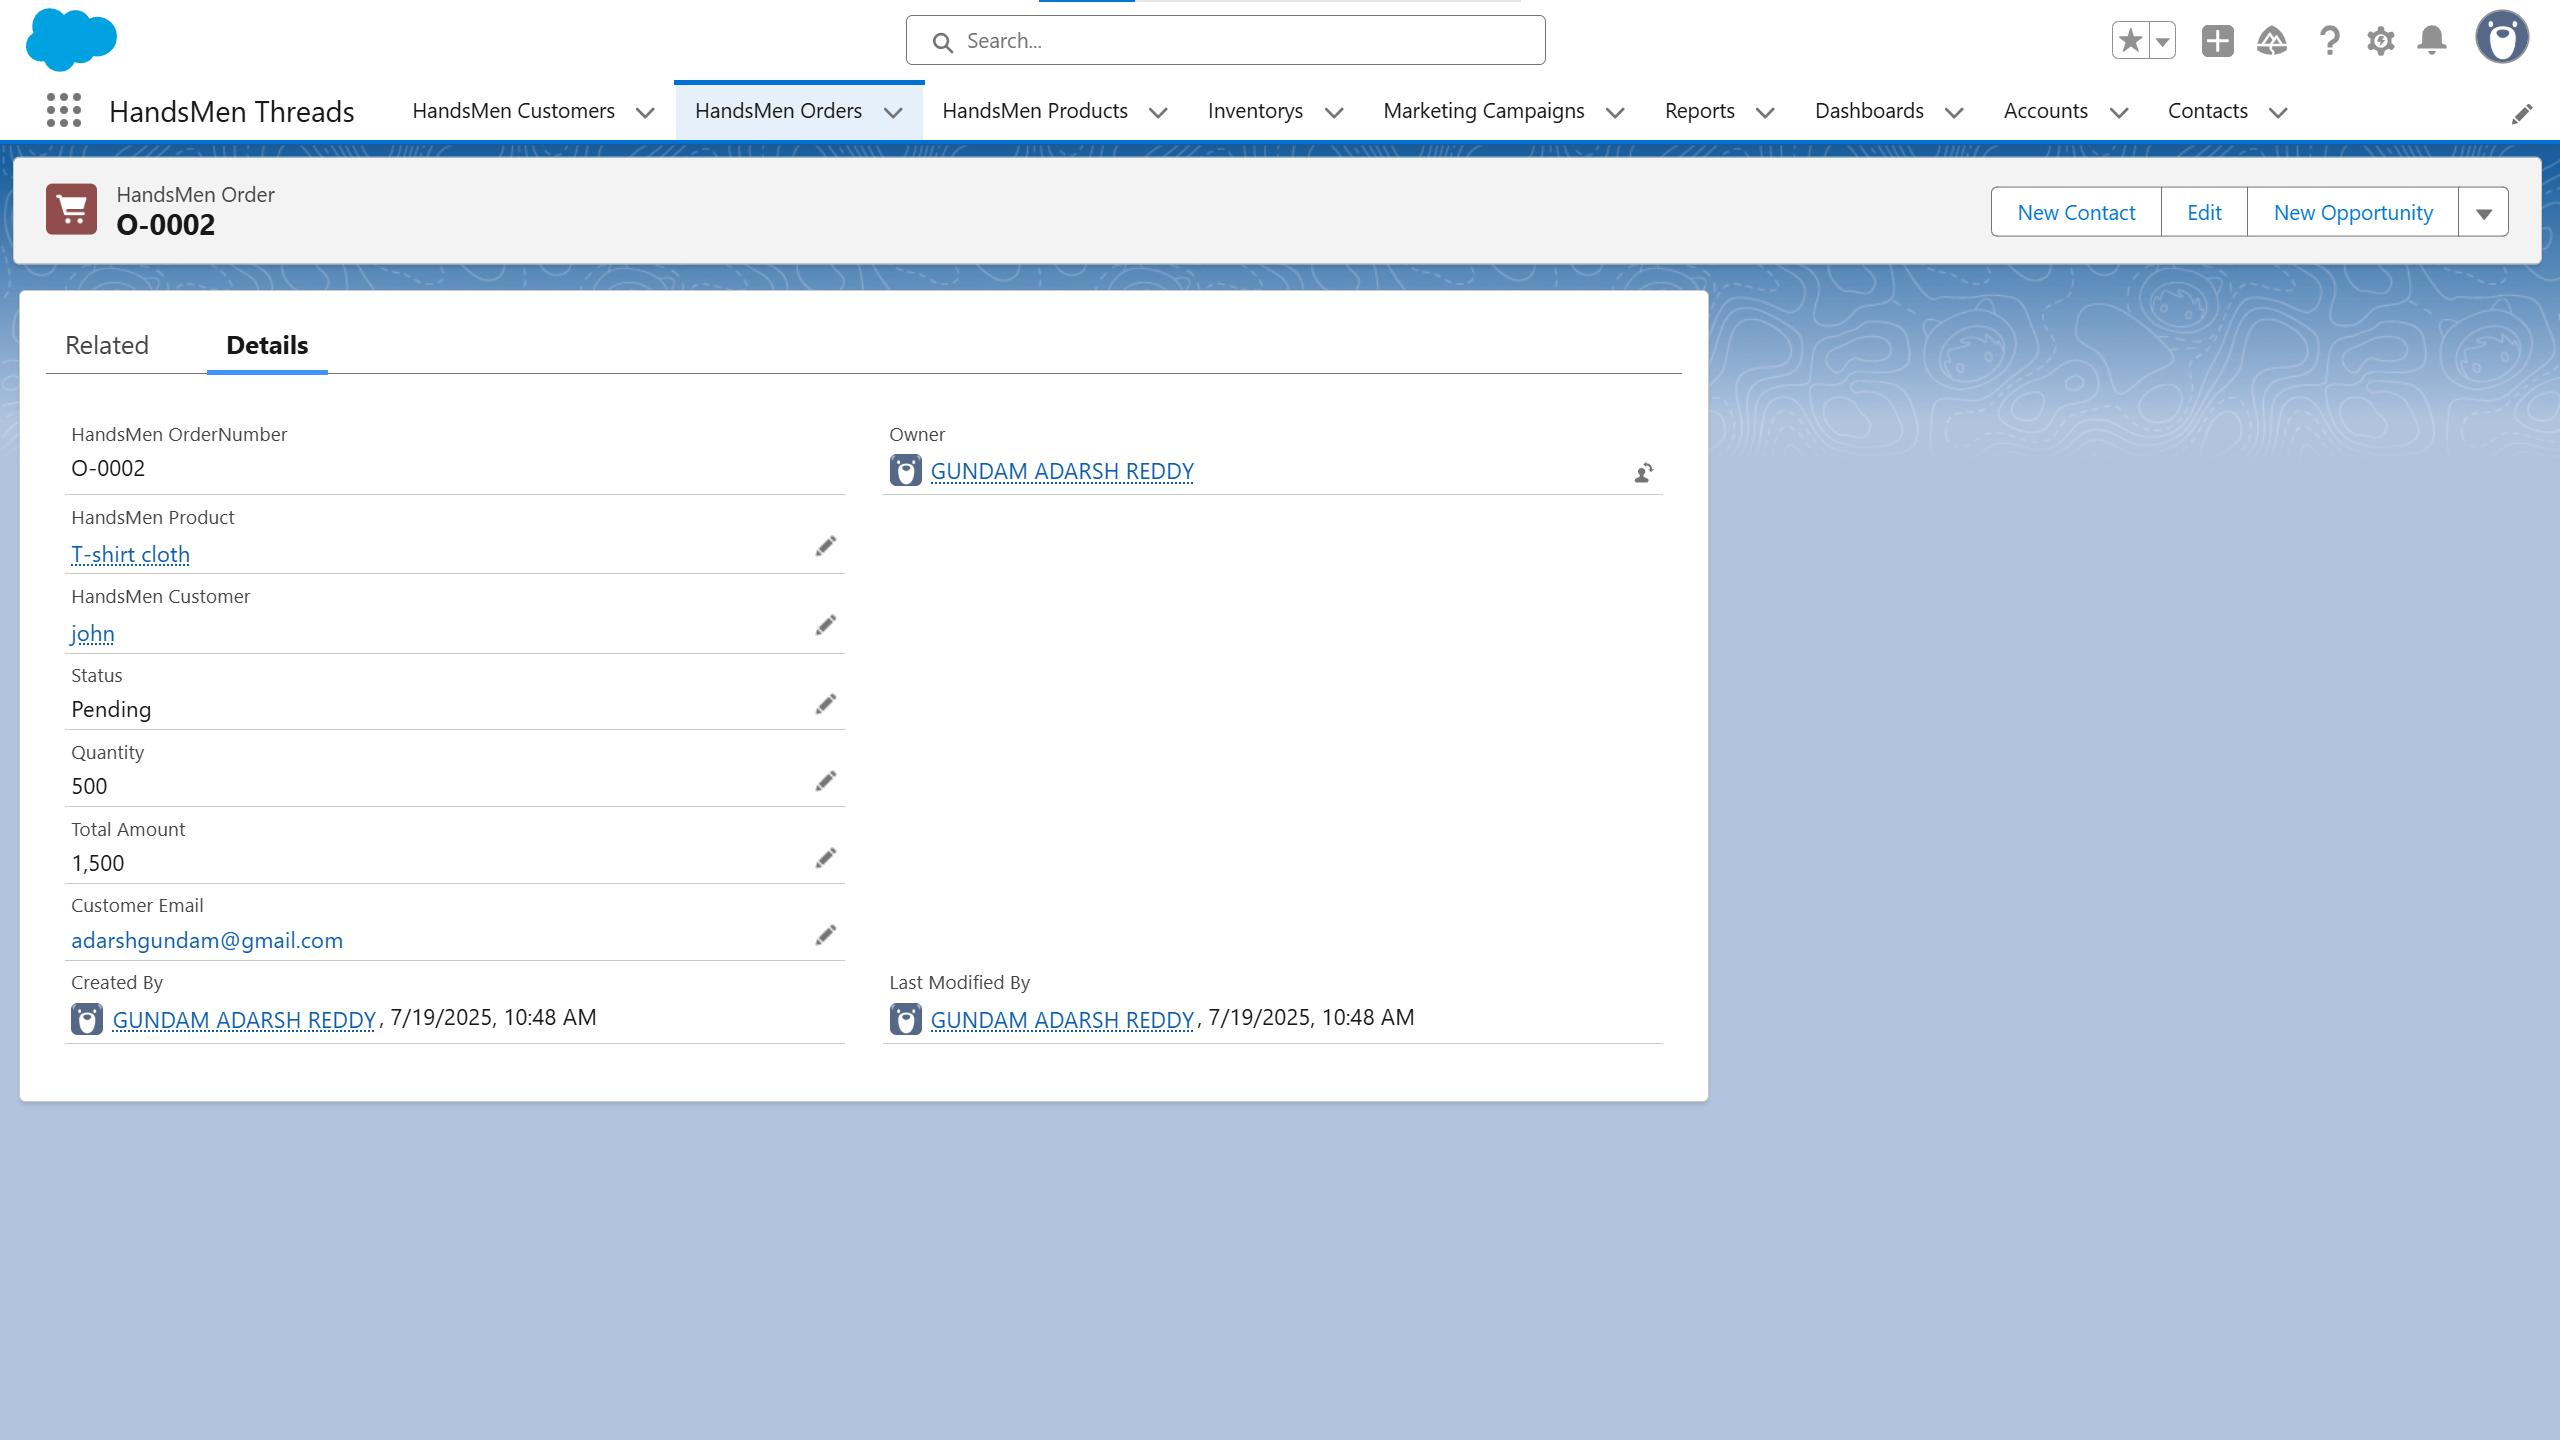 Search...
HandsMen Threads
HandsMen Customers
HandsMen Orders
HandsMen Products
Inventorys
Marketing Campaigns
Reports
Dashboards
Accounts
Contacts
HandsMen Order
O-0002
New Contact
Edit
New Opportunity
Related
Details
HandsMen OrderNumber
O-0002
Owner
GUNDAM ADARSH REDDY
HandsMen Product
T-shirt cloth
HandsMen Customer
john
Status
Pending
Quantity
500
Total Amount
1,500
Customer Email
adarshgundam@gmail.com
Created By
GUNDAM ADARSH REDDY, 7/19/2025, 10:48 AM
Last Modified By
GUNDAM ADARSH REDDY, 7/19/2025, 10:48 AM